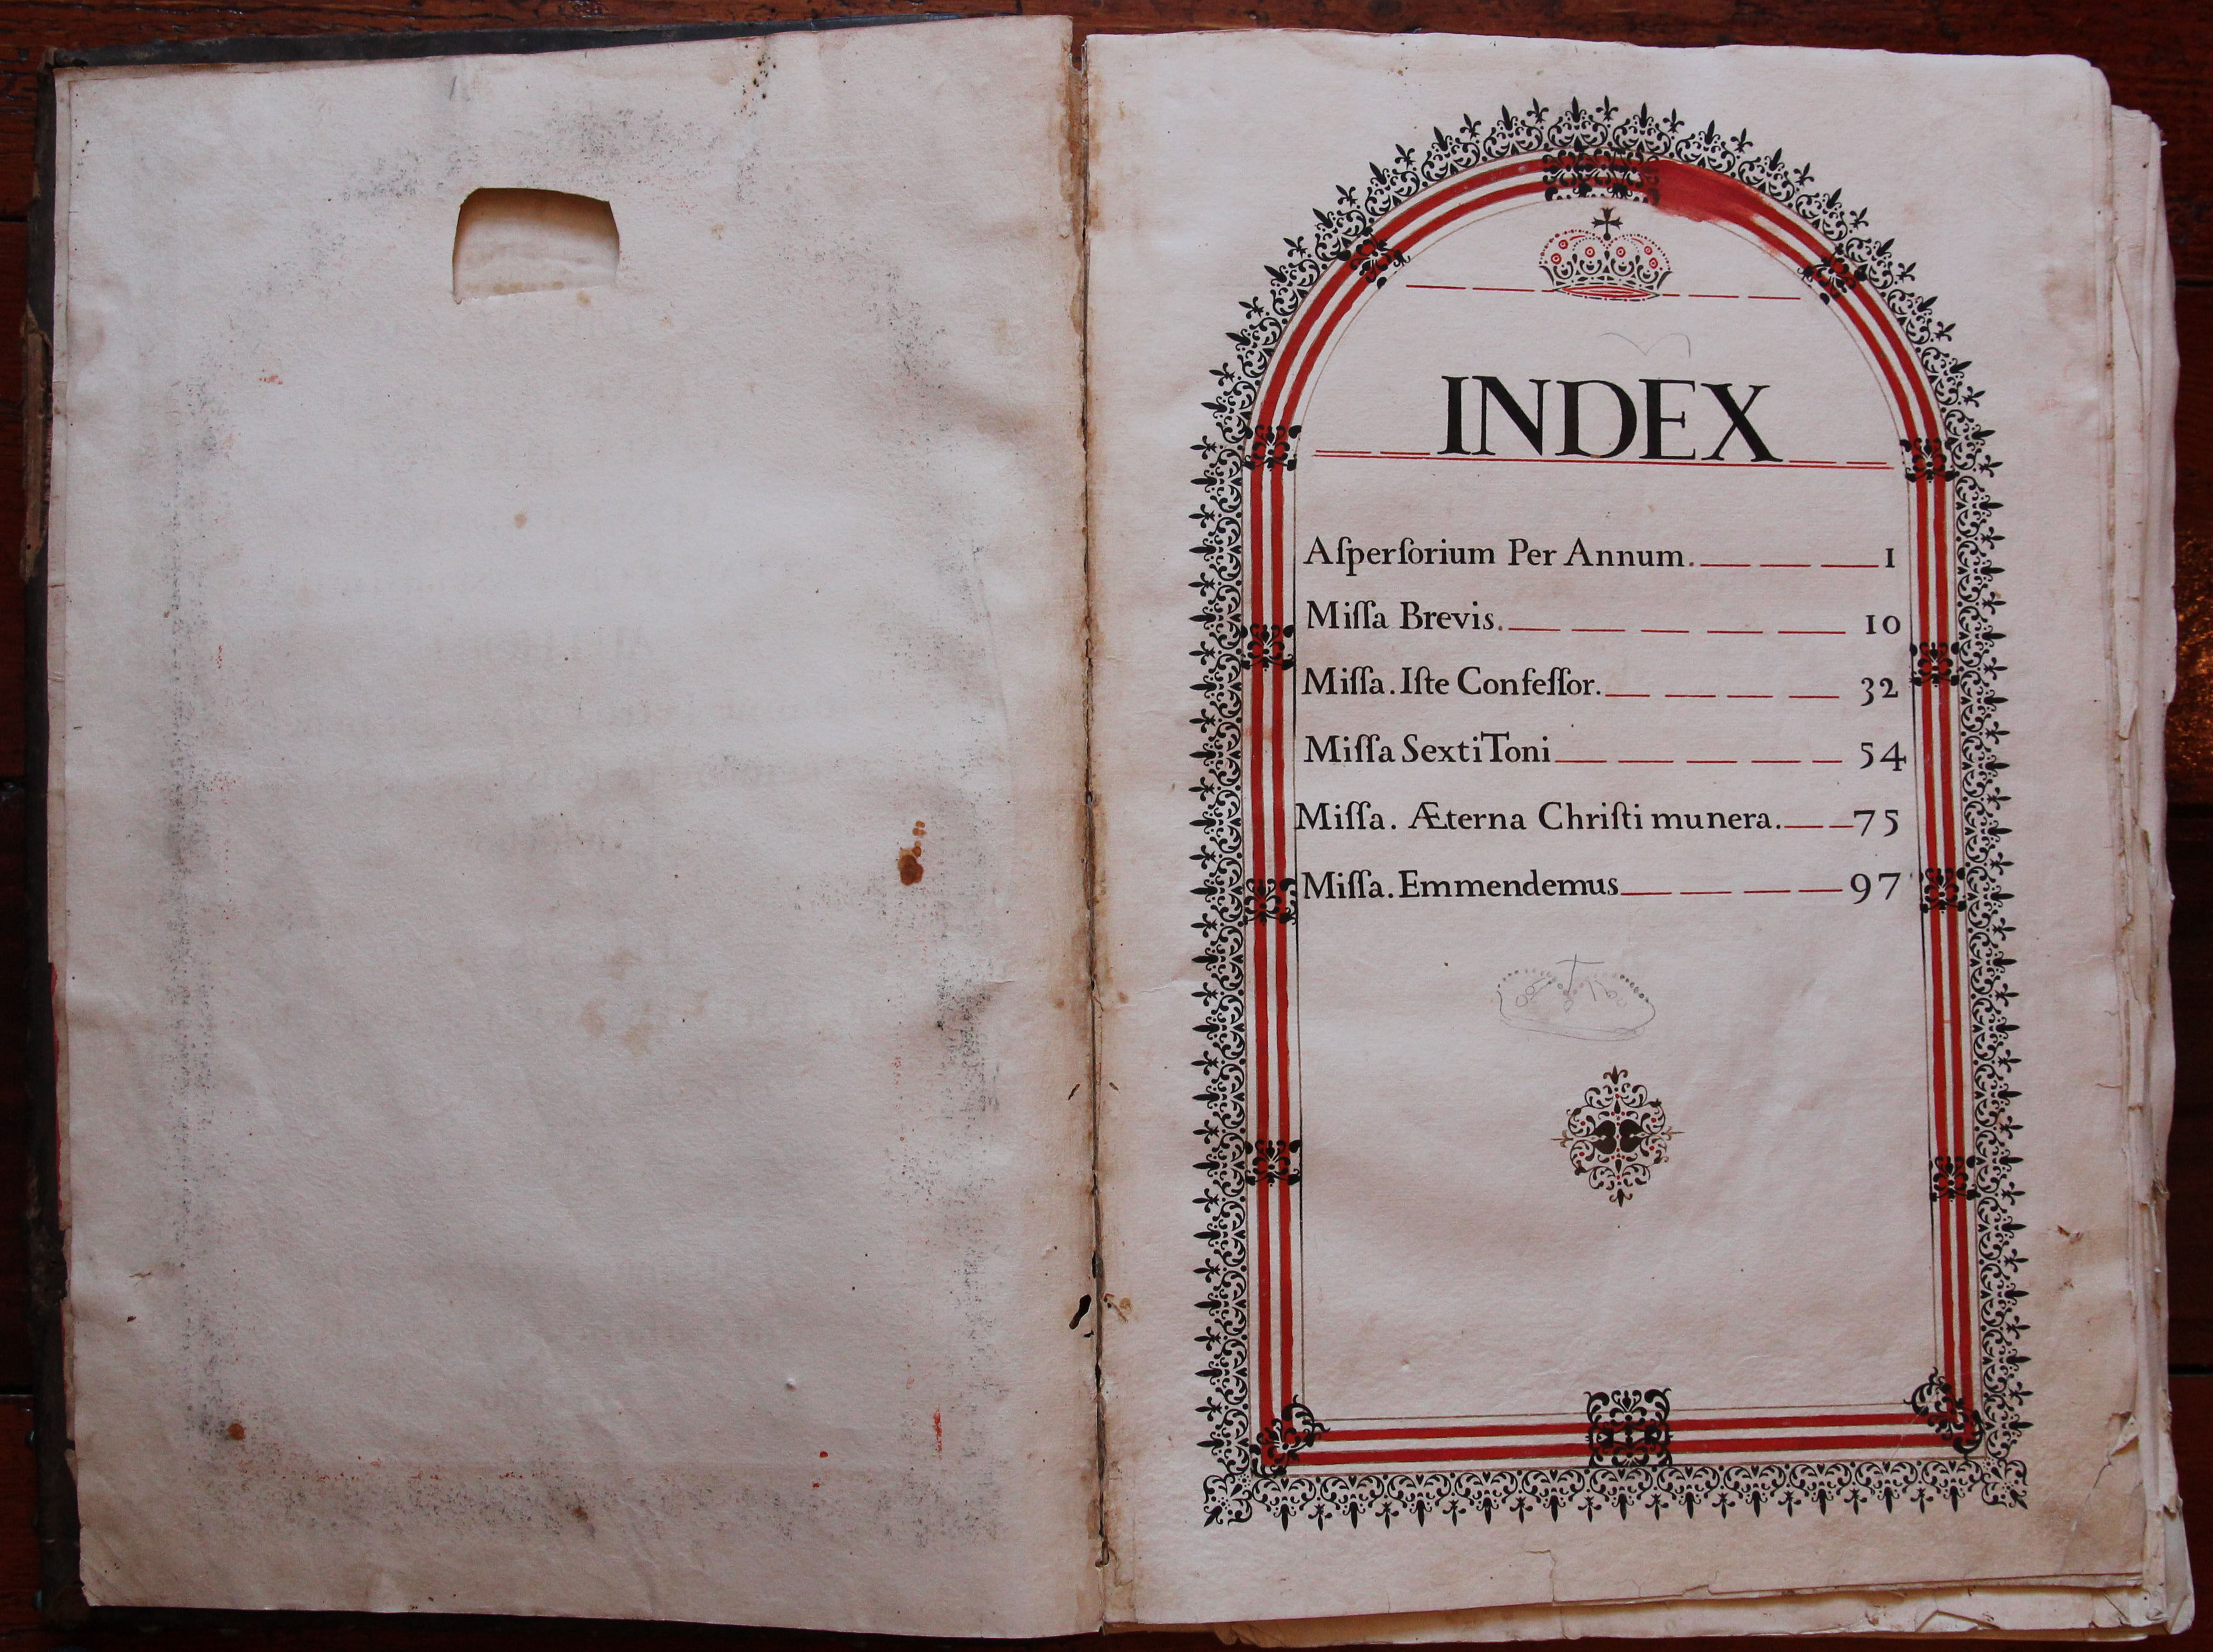 INDEX
Aſperſorium Per Annum. 1
Miſſa Brevis. 10
Miſſa. Iſte Confeſſor. 32
Miſſa Sexti Toni 54
Miſſa. Æterna Chriſti munera. 75
Miſſa. Emmendemus 97